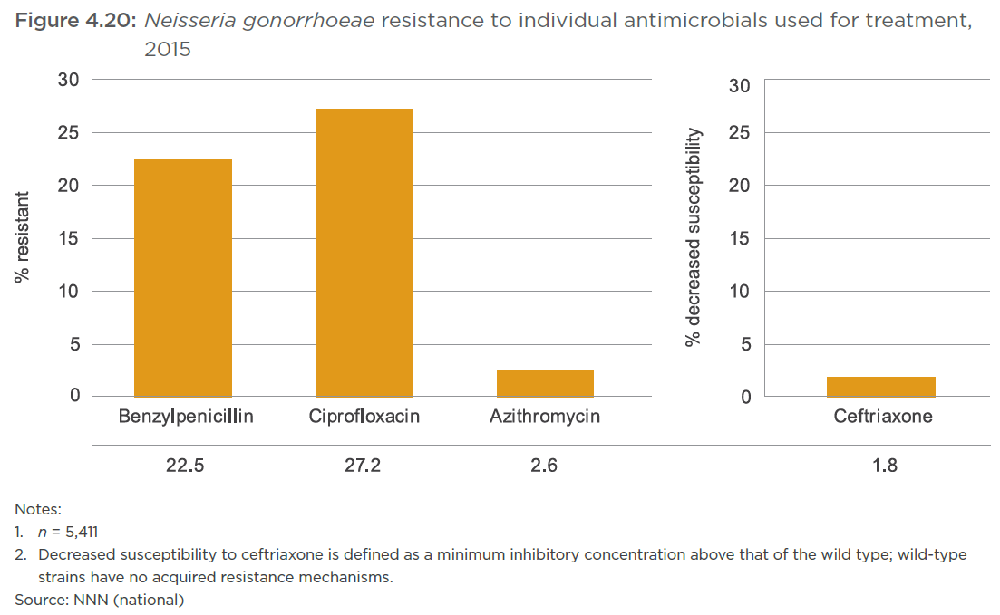 Figure 4.20: Neisseria gonorrhoeae resistance to individual antimicrobials used for treatment,
2015
% resistant
30
25
20
15
10
5
0
Benzylpenicillin Ciprofloxacin Azithromycin
22.5 27.2 2.6
% decreased susceptibility
30
25
20
15
10
5
0
Ceftriaxone
1.8
Notes:
1. n = 5,411
2. Decreased susceptibility to ceftriaxone is defined as a minimum inhibitory concentration above that of the wild type; wild-type
strains have no acquired resistance mechanisms.
Source: NNN (national)